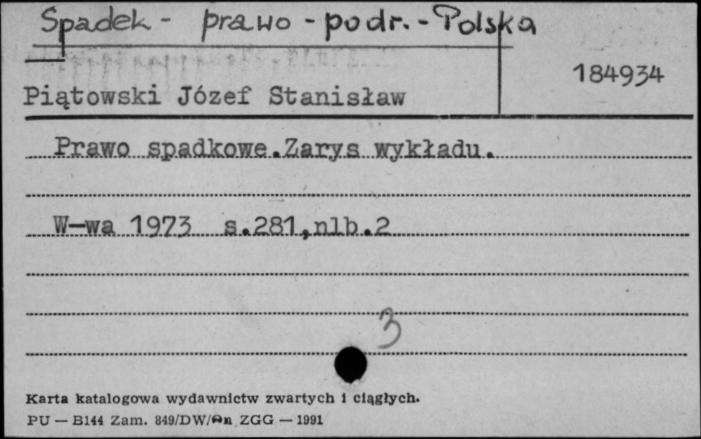 Spadek - prawo - podr. - Polska
184934
Piątowski Józef Stanisław
Prawo spadkowe.Zarys wykładu.
W-wa 1973 s.281,nlb.2
3
Karta katalogowa wydawnictw zwartych i ciągłych.
PU — B144 Zam. 849/DW/An ZGG — 1991